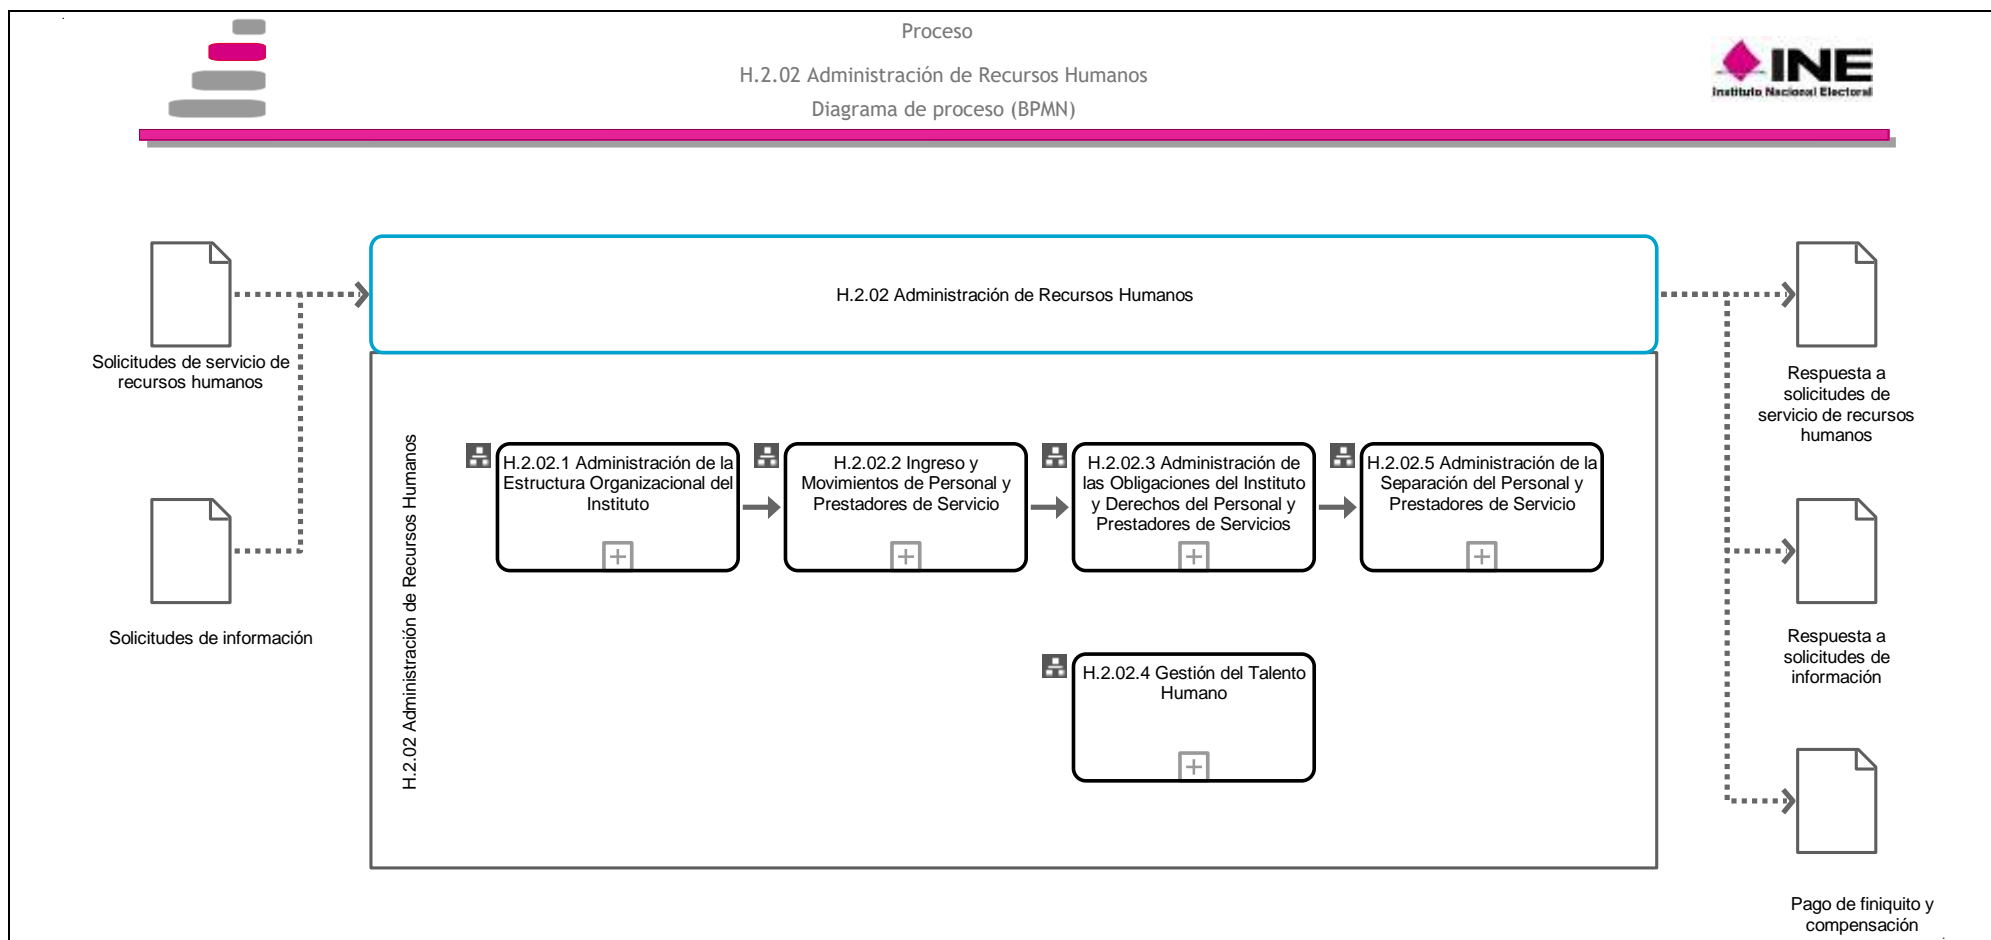 Proceso
H.2.02 Administración de Recursos Humanos
Diagrama de proceso (BPMN)
INE
Instituto Nacional Electoral
H.2.02 Administración de Recursos Humanos
Solicitudes de servicio de
recursos humanos
Solicitudes de información
H.2.02 Administración de Recursos Humanos
H.2.02.1 Administración de la
Estructura Organizacional del
Instituto
H.2.02.2 Ingreso y
Movimientos de Personal y
Prestadores de Servicio
H.2.02.3 Administración de
las Obligaciones del Instituto
y Derechos del Personal y
Prestadores de Servicios
H.2.02.5 Administración de la
Separación del Personal y
Prestadores de Servicio
H.2.02.4 Gestión del Talento
Humano
Respuesta a
solicitudes de
servicio de recursos
humanos
Respuesta a
solicitudes de
información
Pago de finiquito y
compensación